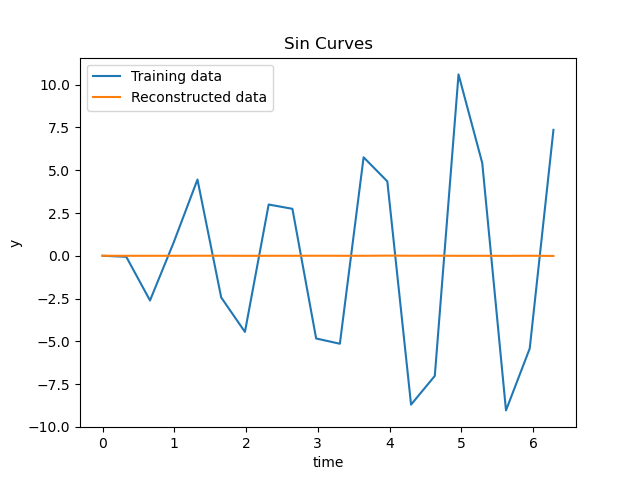 Sin Curves
Training data
Reconstructed data
10.0
7.5
5.0
2.5
0.0
−2.5
−5.0
−7.5
−10.0
y
0 1 2 3 4 5 6
time